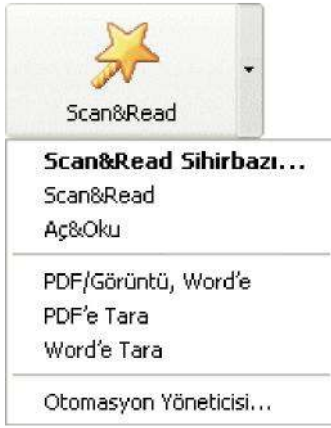 Scan&Read
Scan&Read Sihirbazı...
Scan&Read
Aç&Oku
PDF/Görüntü, Word'e
PDF'e Tara
Word'e Tara
Otomasyon Yöneticisi...